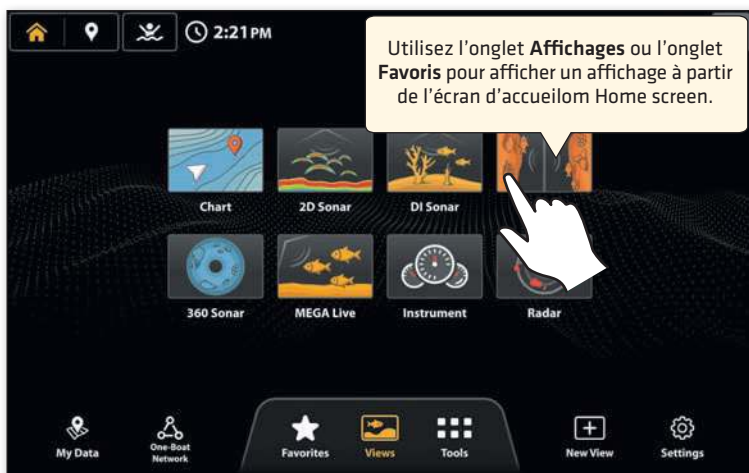 2:21 PM
Utilisez l'onglet Affichages ou l'onglet
Favoris pour afficher un affichage à partir
de l'écran d'accueilom Home screen.
Chart
2D Sonar
DI Sonar
360 Sonar
MEGA Live
Instrument
Radar
My Data
One-Boat
Network
Favorites
Views
Tools
New View
Settings